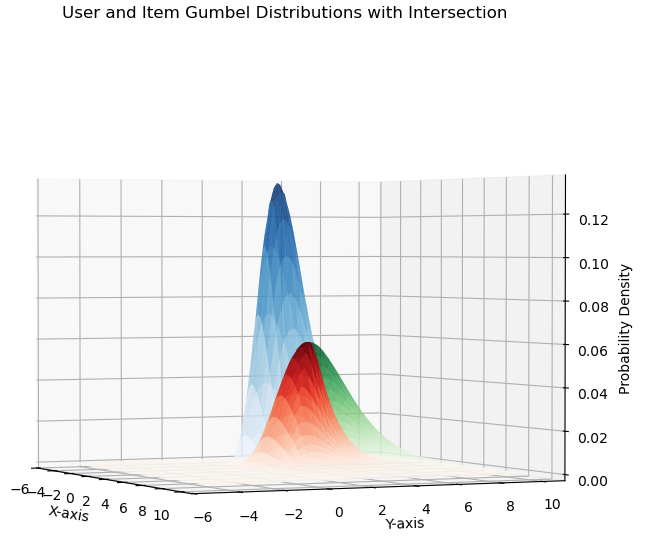 User and Item Gumbel Distributions with Intersection
0.12
0.10
0.08
0.06
0.04
0.02
0.00
Probability Density
−6 −4 −2 0 2 4 6 8 10
X-axis
−6 −4 −2 0 2 4 6 8 10
Y-axis